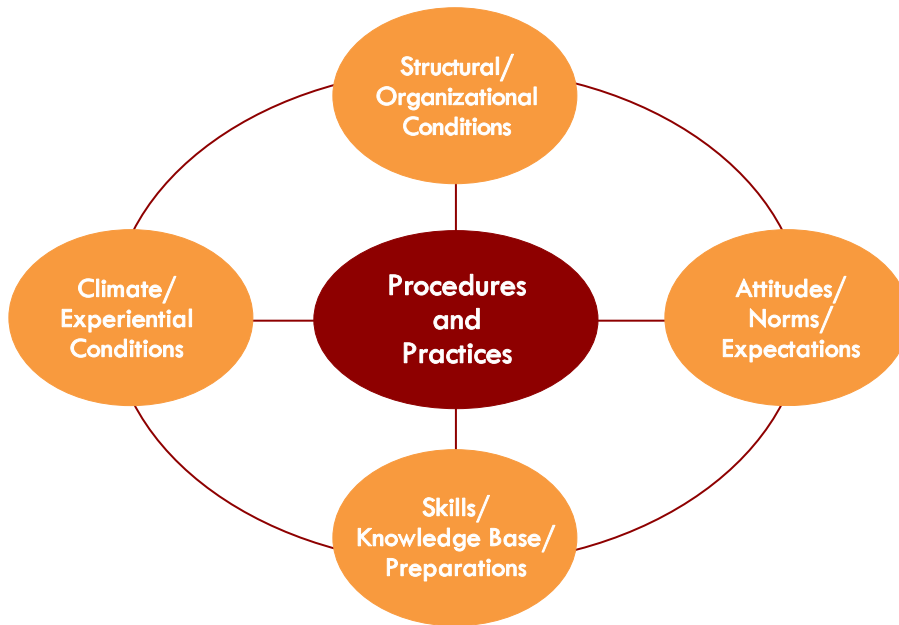 Structural/
Organizational
Conditions
Climate/
Experiential
Conditions
Procedures
and
Practices
Attitudes/
Norms/
Expectations
Skills/
Knowledge Base/
Preparations